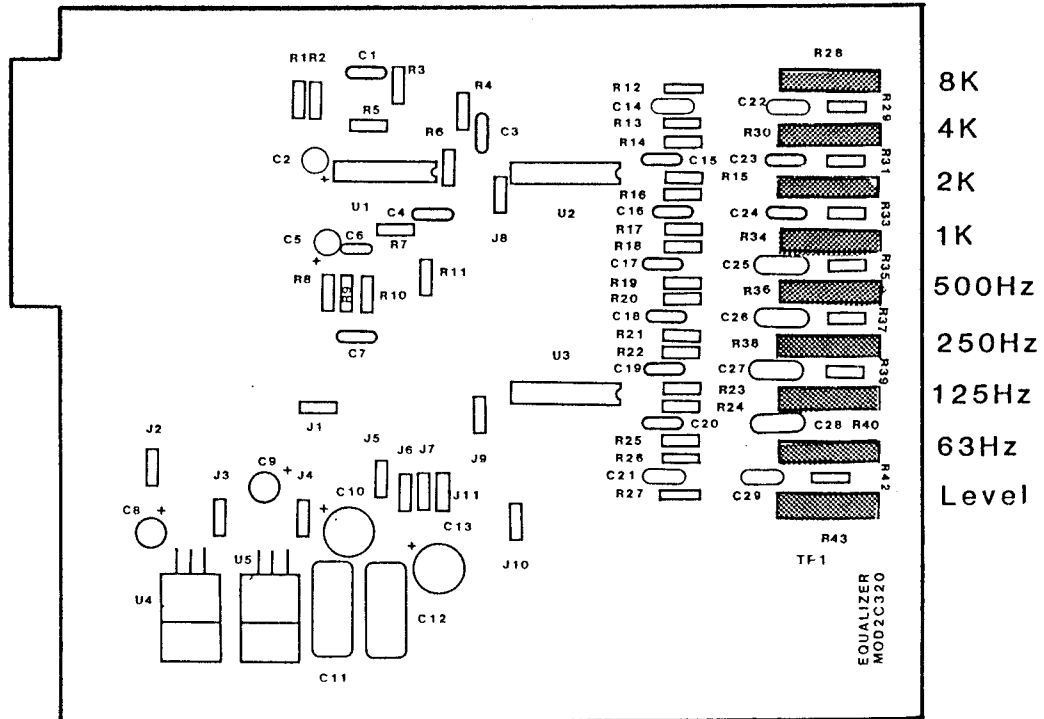 R28
C1
R1 R2
R3
8K
R4
R12
R5
C14
C22
R29
R13
4K
R6
R30
C3
R14
C2
C15
C23
R31
R15
2K
R16
U1
C4
C16
C24
R33
U2
J8
R17
R34
1K
C5
C6
R7
R18
C17
C25
R35
R8
R9
R10
R11
R19
R36
500Hz
R20
C18
C26
R37
R21
R38
250Hz
C7
U3
R22
C19
C27
R39
R23
125Hz
R24
J1
C20
C28
R40
J2
J5
J9
R25
63Hz
J6
J7
R26
C9
J3
J4
J11
C21
C29
R42
C10
R27
Level
C8
C13
R43
J10
U5
TP1
U4
C12
C11
EQUALIZER
MOD2C320